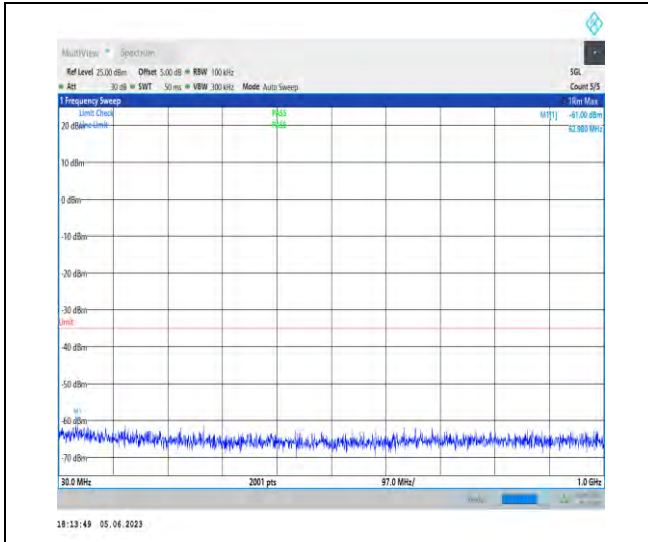 MultiView Spectrum
Ref Level 25.00 dBm Offset 5.00 dB RBW 100 kHz SGL
Att 30 dB SWT 50 ms VBW 300 kHz Mode Auto Sweep Count 5/5
1 Frequency Sweep 1Rm Max
Limit Check PASS M1[1] -61.00 dBm
20 dBm Line Limit PASS 62.980 MHz
10 dBm
0 dBm
-10 dBm
-20 dBm
-30 dBm
Limit
-40 dBm
-50 dBm
M1
-60 dBm
-70 dBm
30.0 MHz 2001 pts 97.0 MHz/ 1.0 GHz
18:13:49 05.06.2023